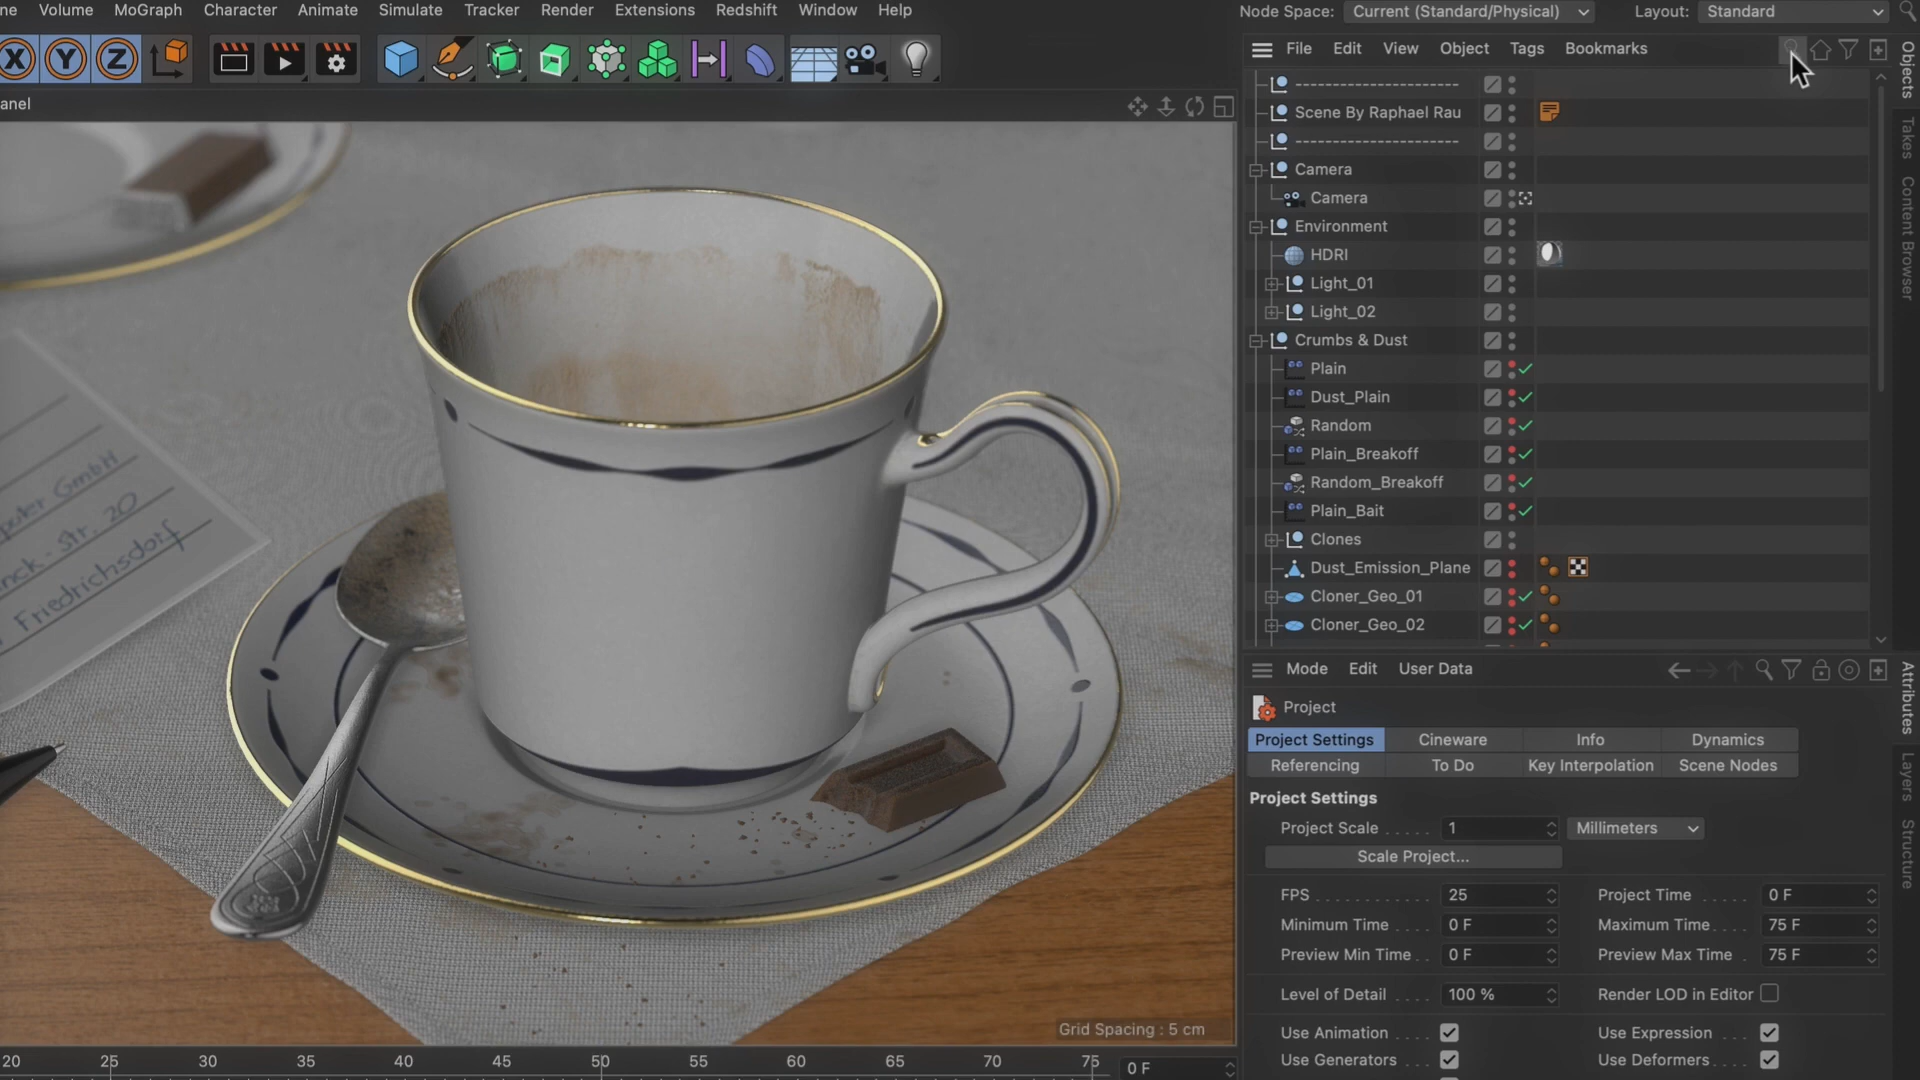 ne Volume MoGraph Character Animate Simulate Tracker Render Extensions Redshift Window Help
Node Space: Current (Standard/Physical) Layout: Standard
X Y Z
File Edit View Object Tags Bookmarks
anel
--------------------
Scene By Raphael Rau
--------------------
Camera
Camera
Environment
HDRI
Light_01
Light_02
Crumbs & Dust
Plain
Dust_Plain
Random
Plain_Breakoff
Random_Breakoff
Plain_Bait
Clones
Dust_Emission_Plane
Cloner_Geo_01
Cloner_Geo_02
Objects
Takes
Content Browser
puter GmbH
nck-Str. 20
Friedrichsdorf
Grid Spacing : 5 cm
20 25 30 35 40 45 50 55 60 65 70 75 0 F
Mode Edit User Data
Project
Project Settings Cineware Info Dynamics
Referencing To Do Key Interpolation Scene Nodes
Project Settings
Project Scale ..... 1 Millimeters
Scale Project...
FPS ............ 25 Project Time ..... 0 F
Minimum Time .... 0 F Maximum Time.... 75 F
Preview Min Time .. 0 F Preview Max Time . 75 F
Level of Detail .... 100 % Render LOD in Editor
Use Animation .... Use Expression ....
Use Generators ... Use Deformers....
Attributes
Layers
Structure